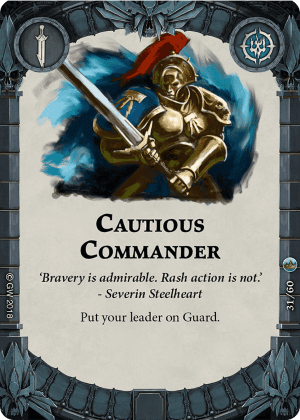 CAUTIOUS
COMMANDER
‘Bravery is admirable. Rash action is not.’
- Severin Steelheart
Put your leader on Guard.
© GW 2018
31/60